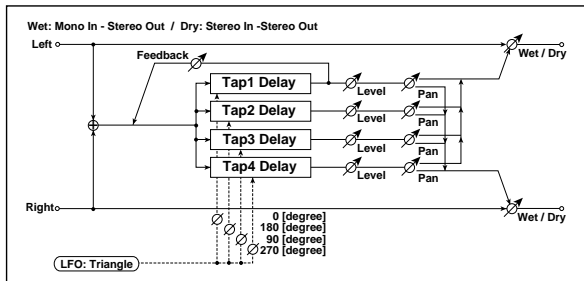 Wet: Mono In - Stereo Out / Dry: Stereo In -Stereo Out
Left
Feedback
Wet / Dry
Tap1 Delay
Level
Pan
Tap2 Delay
Level
Pan
Tap3 Delay
Level
Pan
Tap4 Delay
Level
Pan
Right
Wet / Dry
0 [degree]
180 [degree]
90 [degree]
270 [degree]
LFO: Triangle